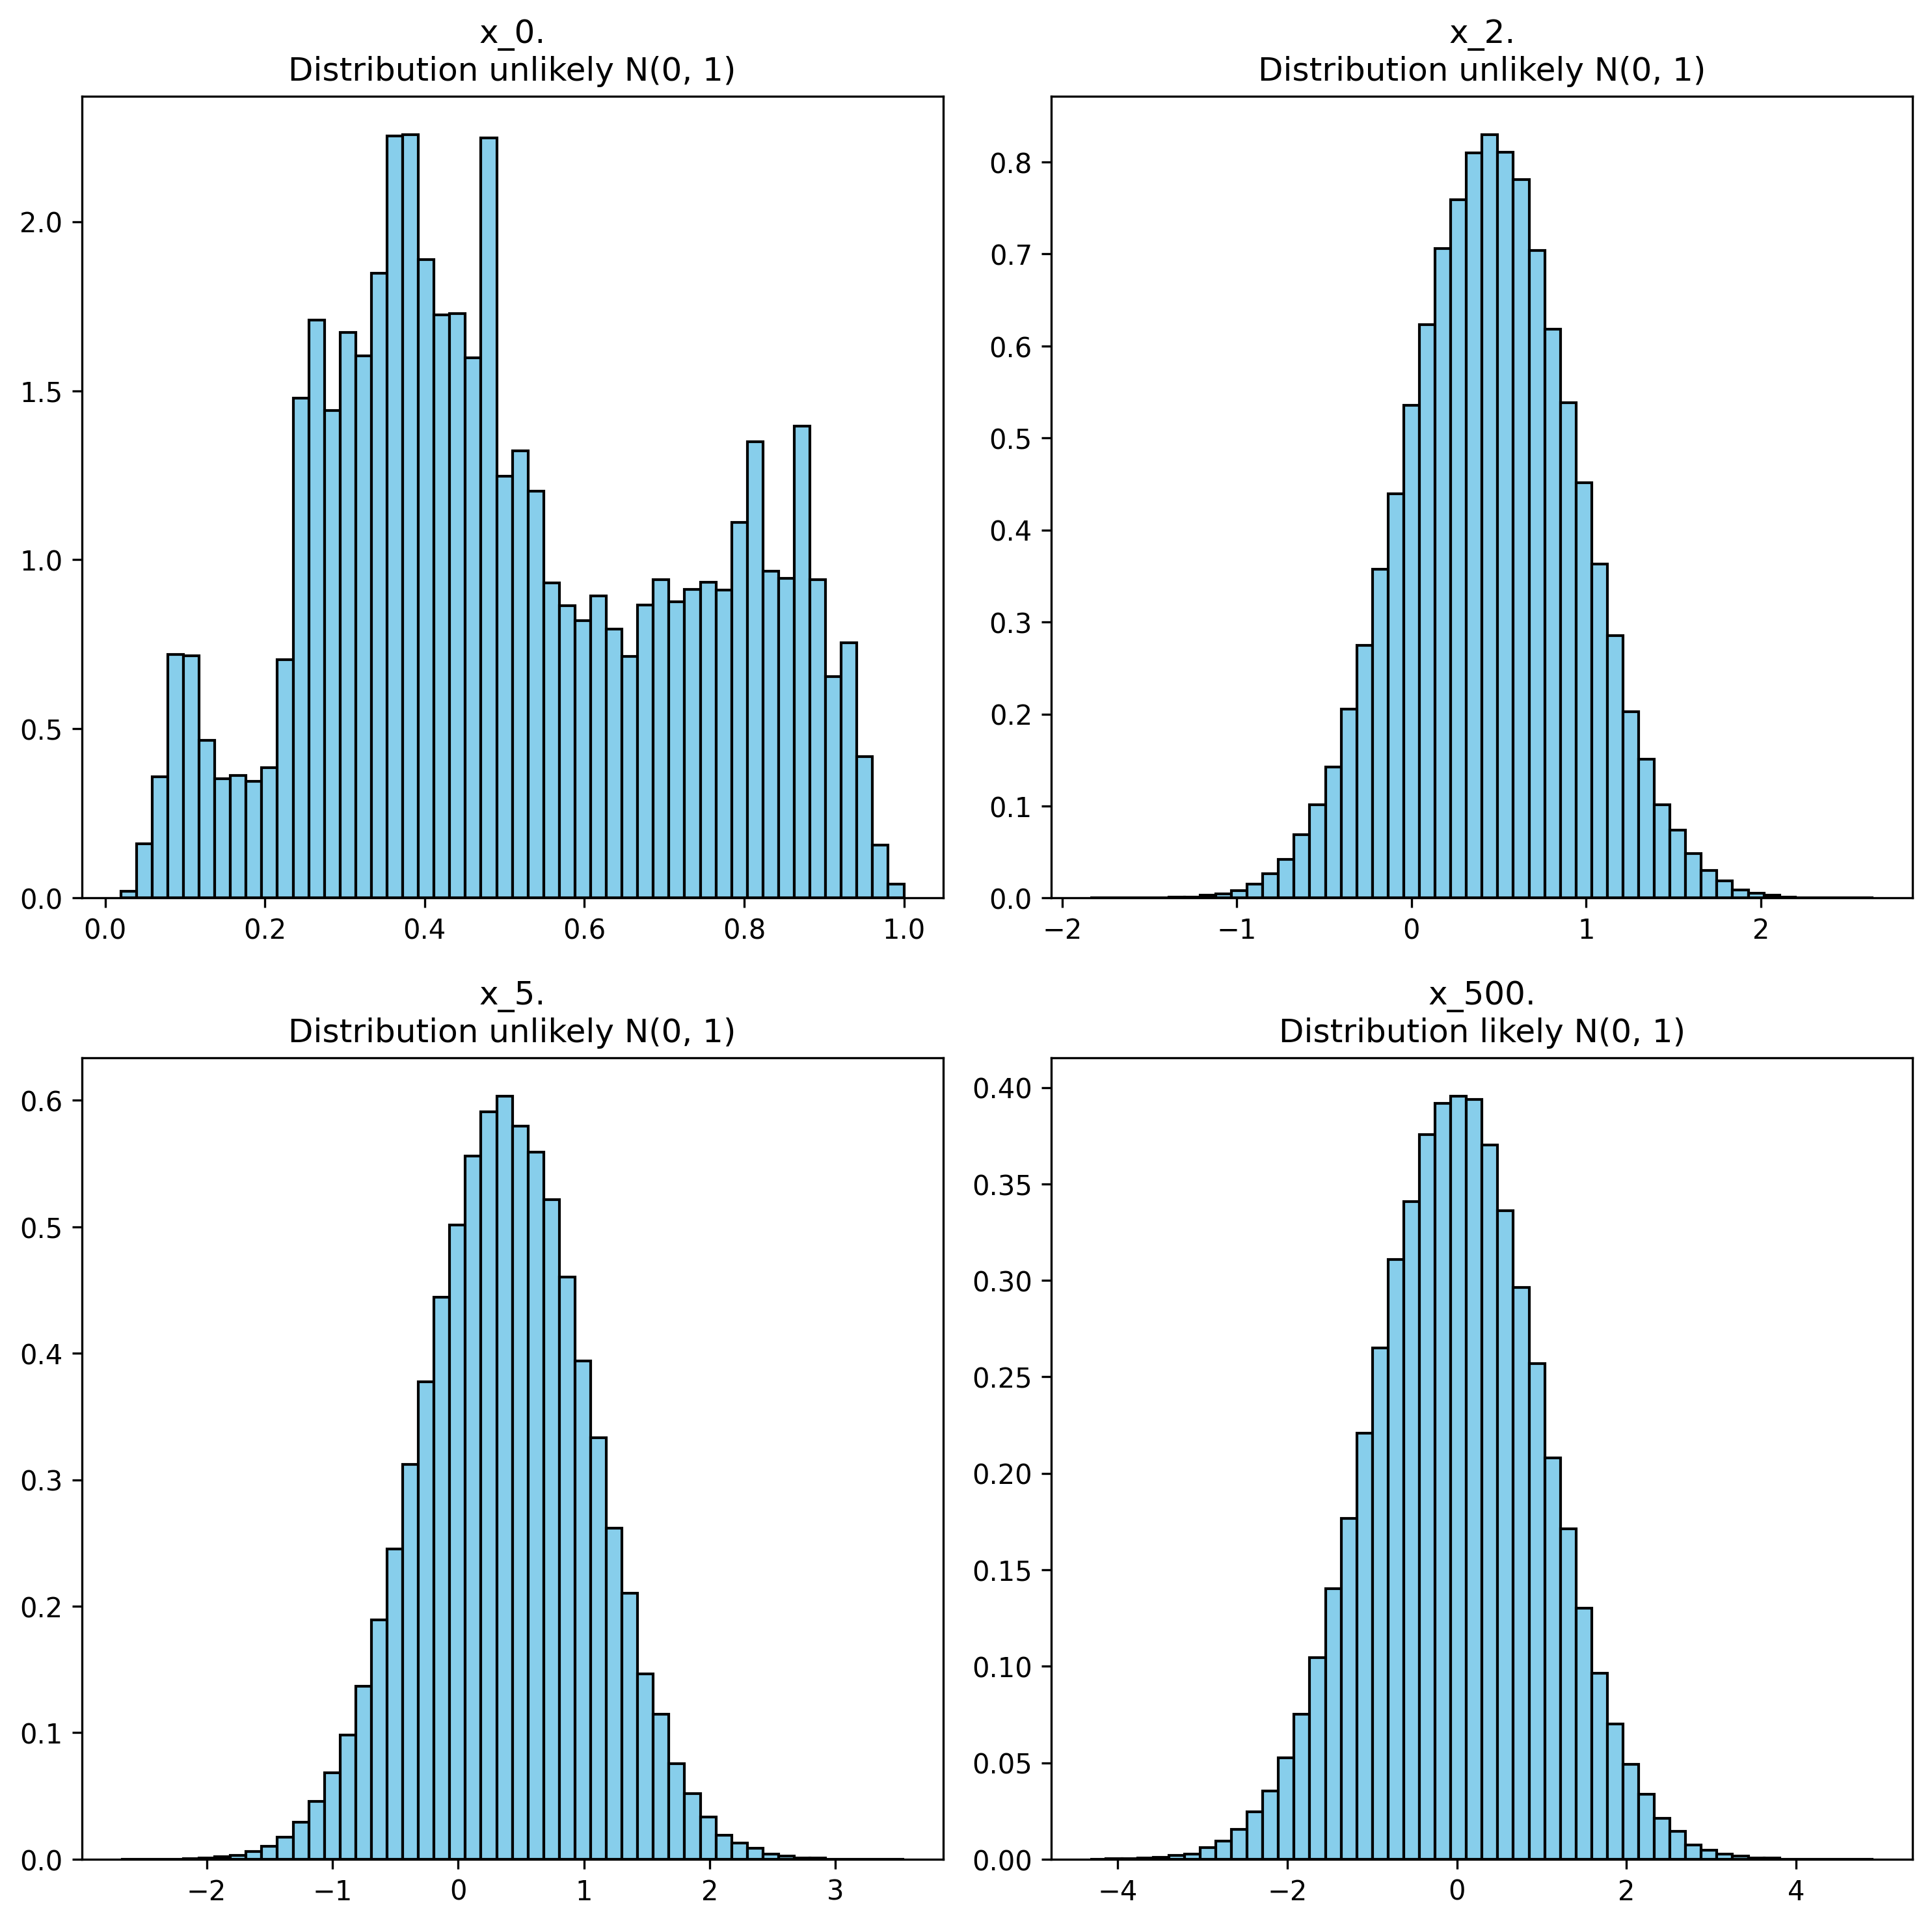 x_0.
Distribution unlikely N(0, 1)
2.0
1.5
1.0
0.5
0.0
0.0 0.2 0.4 0.6 0.8 1.0
x_2.
Distribution unlikely N(0, 1)
0.8
0.7
0.6
0.5
0.4
0.3
0.2
0.1
0.0
−2 −1 0 1 2
x_5.
Distribution unlikely N(0, 1)
0.6
0.5
0.4
0.3
0.2
0.1
0.0
−2 −1 0 1 2 3
x_500.
Distribution likely N(0, 1)
0.40
0.35
0.30
0.25
0.20
0.15
0.10
0.05
0.00
−4 −2 0 2 4